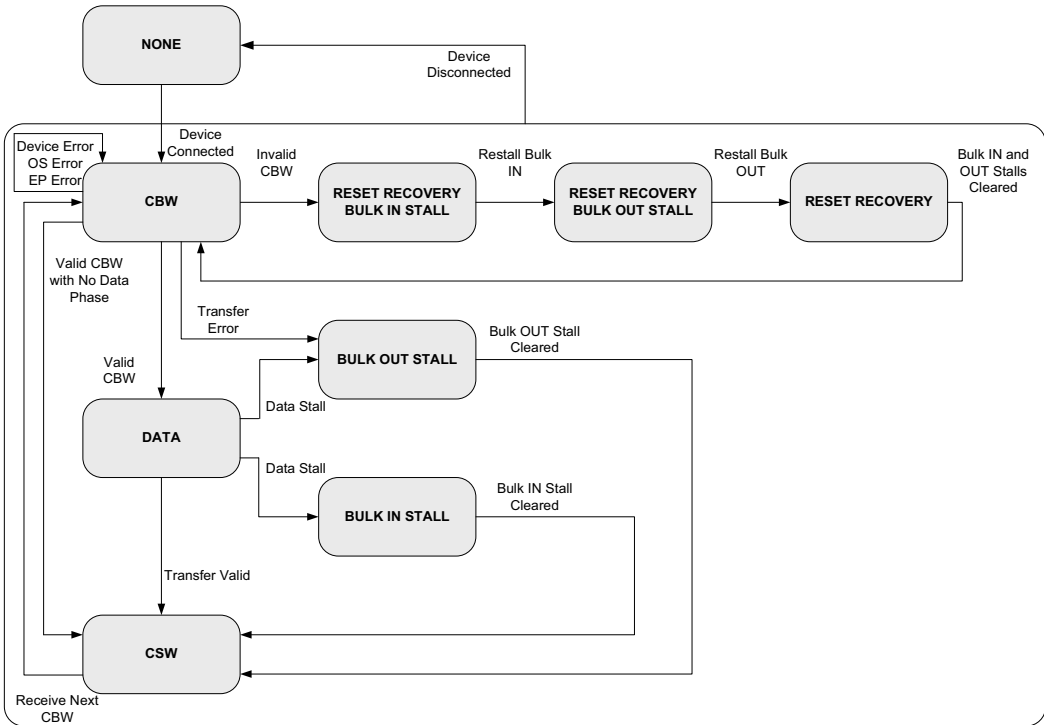 NONE
Device
Disconnected
Device
Connected
Device Error
OS Error
EP Error
CBW
Invalid
CBW
RESET RECOVERY
BULK IN STALL
Restall Bulk
IN
RESET RECOVERY
BULK OUT STALL
Restall Bulk
OUT
RESET RECOVERY
Bulk IN and
OUT Stalls
Cleared
Valid CBW
with No Data
Phase
Transfer
Error
BULK OUT STALL
Bulk OUT Stall
Cleared
Valid
CBW
Data Stall
DATA
Data Stall
BULK IN STALL
Bulk IN Stall
Cleared
Transfer Valid
CSW
Receive Next
CBW